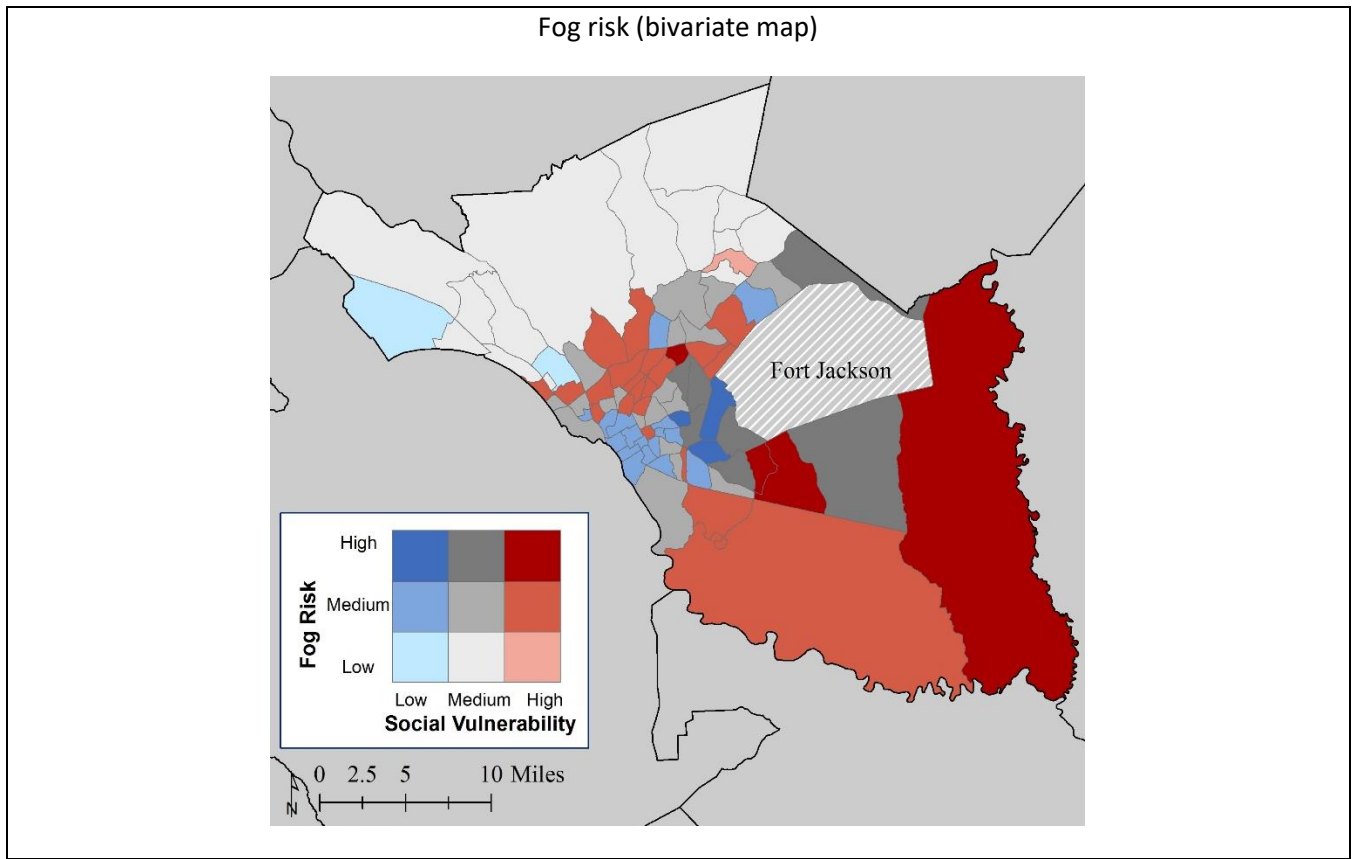 Fog risk (bivariate map)
Fort Jackson
High
Medium
Low
Fog Risk
Low Medium High
Social Vulnerability
0 2.5 5 10 Miles
N